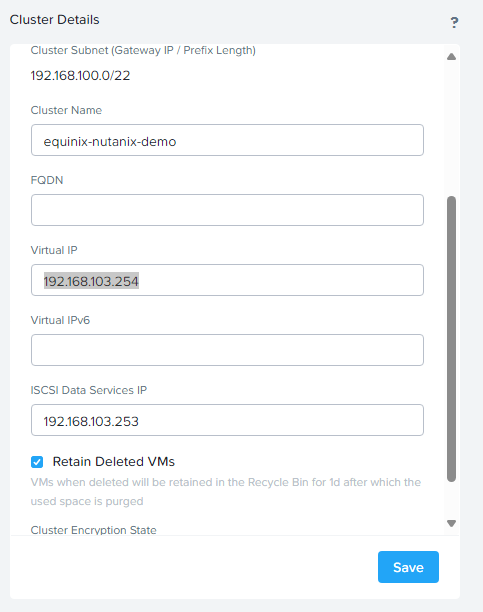 Cluster Details
?
Cluster Subnet (Gateway IP / Prefix Length)
192.168.100.0/22
Cluster Name
equinix-nutanix-demo
FQDN
Virtual IP
192.168.103.254
Virtual IPv6
ISCSI Data Services IP
192.168.103.253
Retain Deleted VMs
VMs when deleted will be retained in the Recycle Bin for 1d after which the
used space is purged
Cluster Encryption State
Save